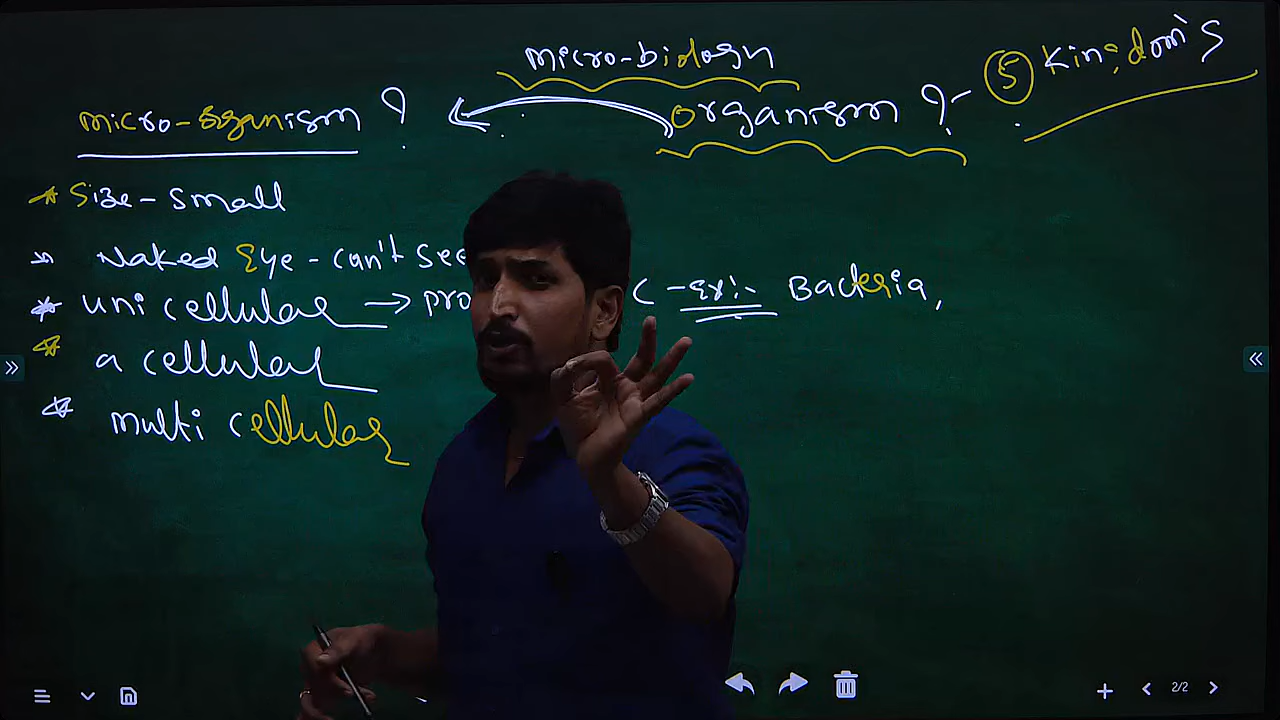 micro-biology
5 Kingdom's
micro-organism ?
organism ?-
* Size - small
Naked Eye - can't see
* unicellular → pro C - Ex:- Bacteria,
* a cellular
* multi cellular
2/2